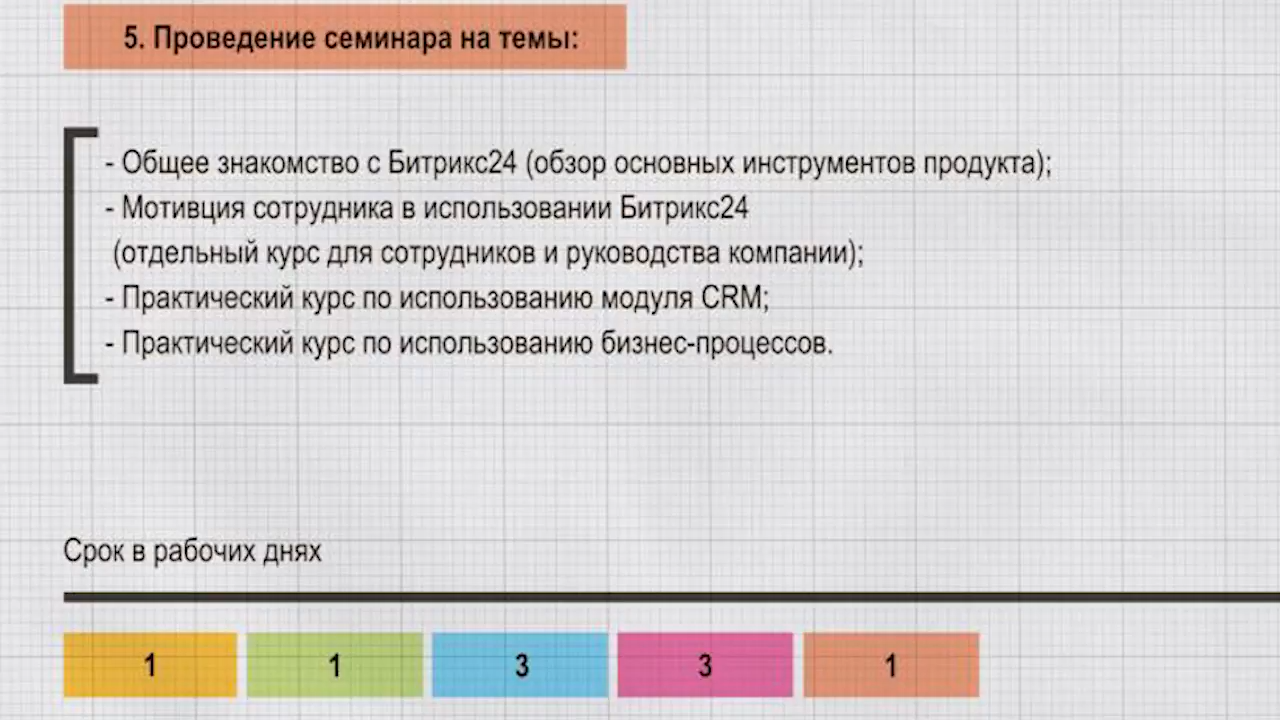 5. Проведение семинара на темы:
- Общее знакомство с Битрикс24 (обзор основных инструментов продукта);
- Мотивция сотрудника в использовании Битрикс24
(отдельный курс для сотрудников и руководства компании);
- Практический курс по использованию модуля CRM;
- Практический курс по использованию бизнес-процессов.
Срок в рабочих днях
1 1 3 3 1